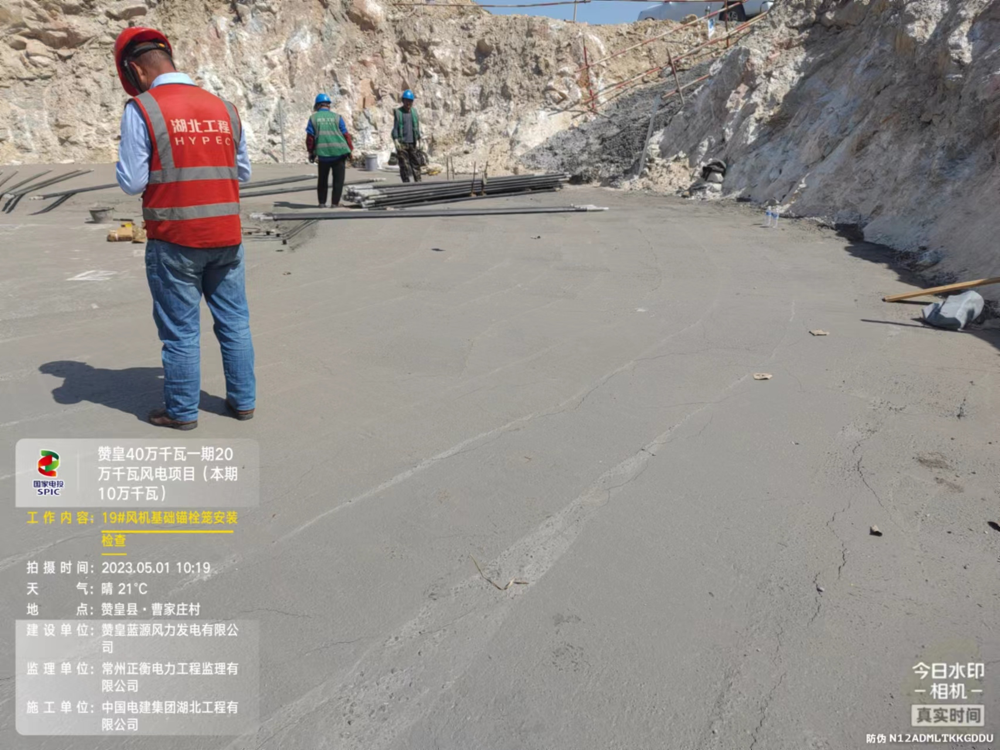 湖北工程
HYPEC
国家电投
SPIC
赞皇40万千瓦一期20
万千瓦风电项目（本期
10万千瓦）
工作内容：19#风机基础锚栓笼安装
检查
拍摄时间：2023.05.01 10:19
天气：晴 21℃
地点：赞皇县·曹家庄村
建设单位：赞皇蓝源风力发电有限公
司
监理单位：常州正衡电力工程监理有
限公司
施工单位：中国电建集团湖北工程有
限公司
今日水印
相机
真实时间
防伪 N12ADMLTKKGDDU